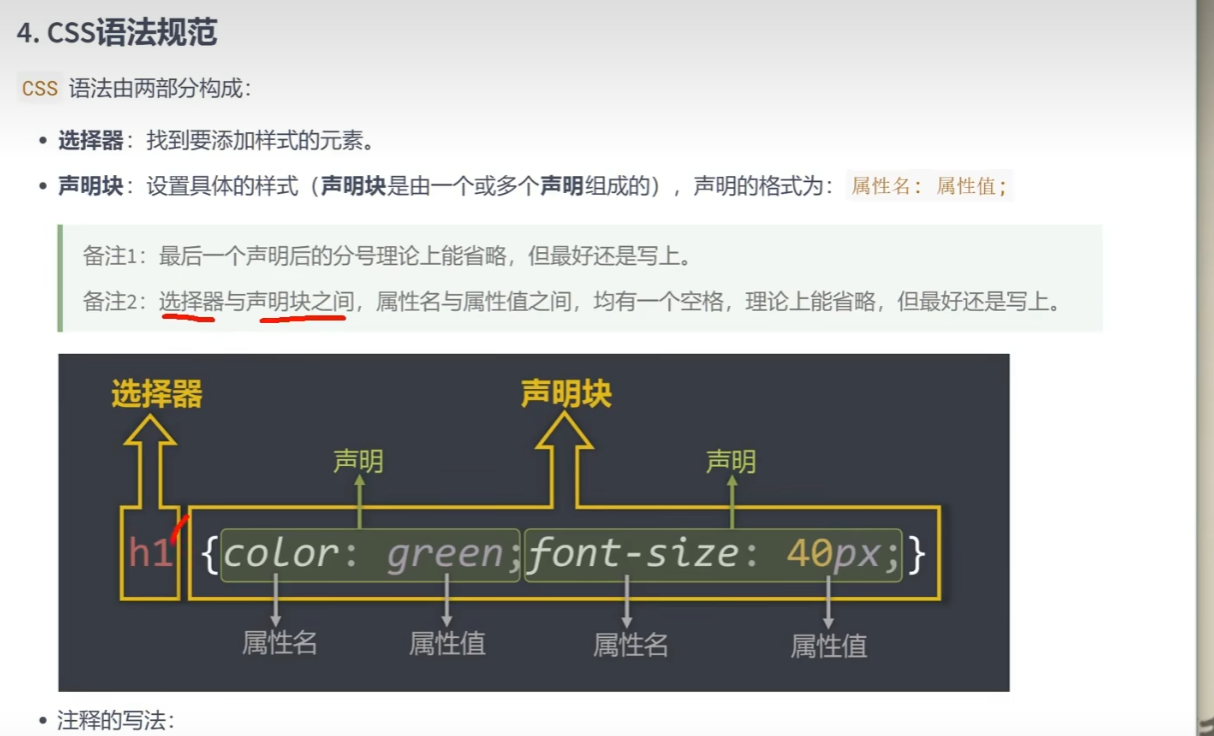 4. CSS语法规范
CSS 语法由两部分构成：
• 选择器：找到要添加样式的元素。
• 声明块：设置具体的样式（声明块是由一个或多个声明组成的），声明的格式为： 属性名: 属性值;
备注1：最后一个声明后的分号理论上能省略，但最好还是写上。
备注2：选择器与声明块之间，属性名与属性值之间，均有一个空格，理论上能省略，但最好还是写上。
选择器 声明块
声明 声明
h1 {color: green;font-size: 40px;}
属性名 属性值 属性名 属性值
• 注释的写法：